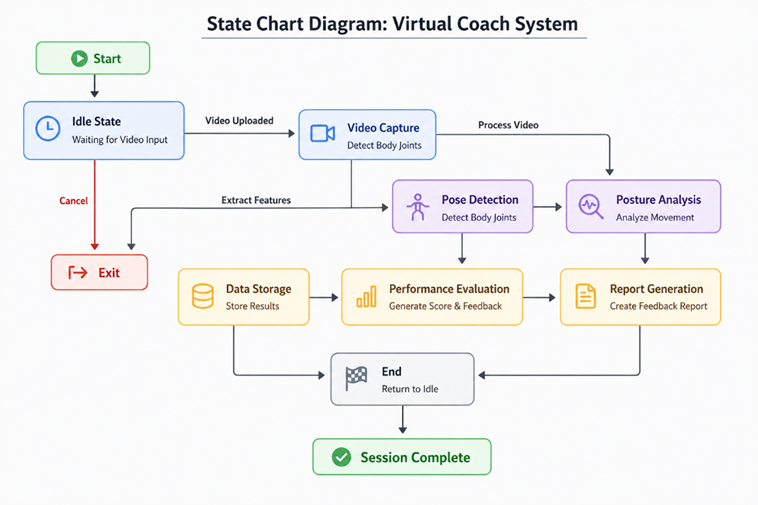 State Chart Diagram: Virtual Coach System
Start
Idle State
Waiting for Video Input
Video Uploaded
Video Capture
Detect Body Joints
Process Video
Cancel
Extract Features
Pose Detection
Detect Body Joints
Posture Analysis
Analyze Movement
Exit
Data Storage
Store Results
Performance Evaluation
Generate Score & Feedback
Report Generation
Create Feedback Report
End
Return to Idle
Session Complete